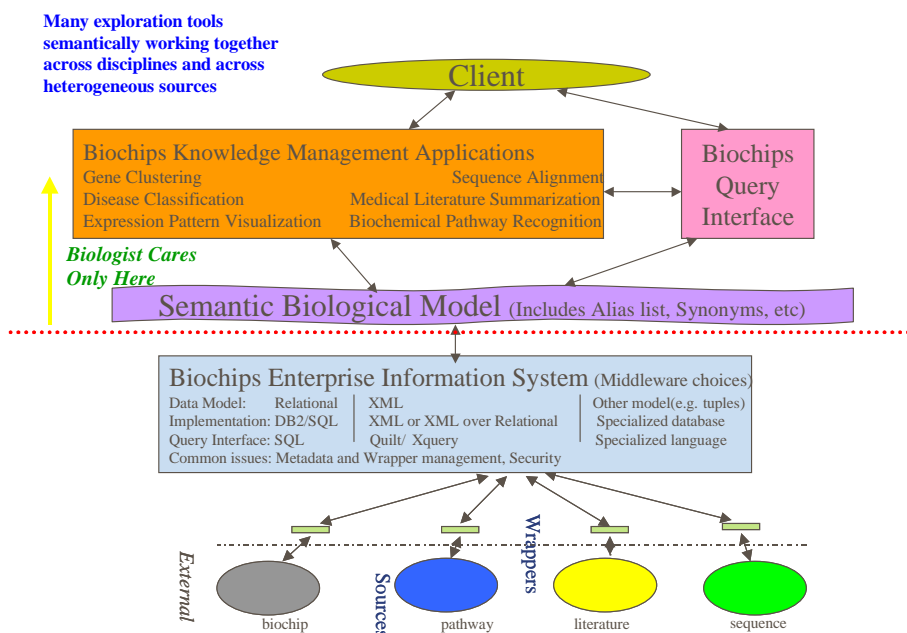 Many exploration tools
semantically working together
across disciplines and across
heterogeneous sources
Client
Biochips Knowledge Management Applications
Gene Clustering Sequence Alignment
Disease Classification Medical Literature Summarization
Expression Pattern Visualization Biochemical Pathway Recognition
Biochips
Query
Interface
Biologist Cares
Only Here
Semantic Biological Model (Includes Alias list, Synonyms, etc)
Biochips Enterprise Information System (Middleware choices)
Data Model: Relational XML Other model(e.g. tuples)
Implementation: DB2/SQL XML or XML over Relational Specialized database
Query Interface: SQL Quilt/ Xquery Specialized language
Common issues: Metadata and Wrapper management, Security
Wrappers
External
Sources
biochip pathway literature sequence